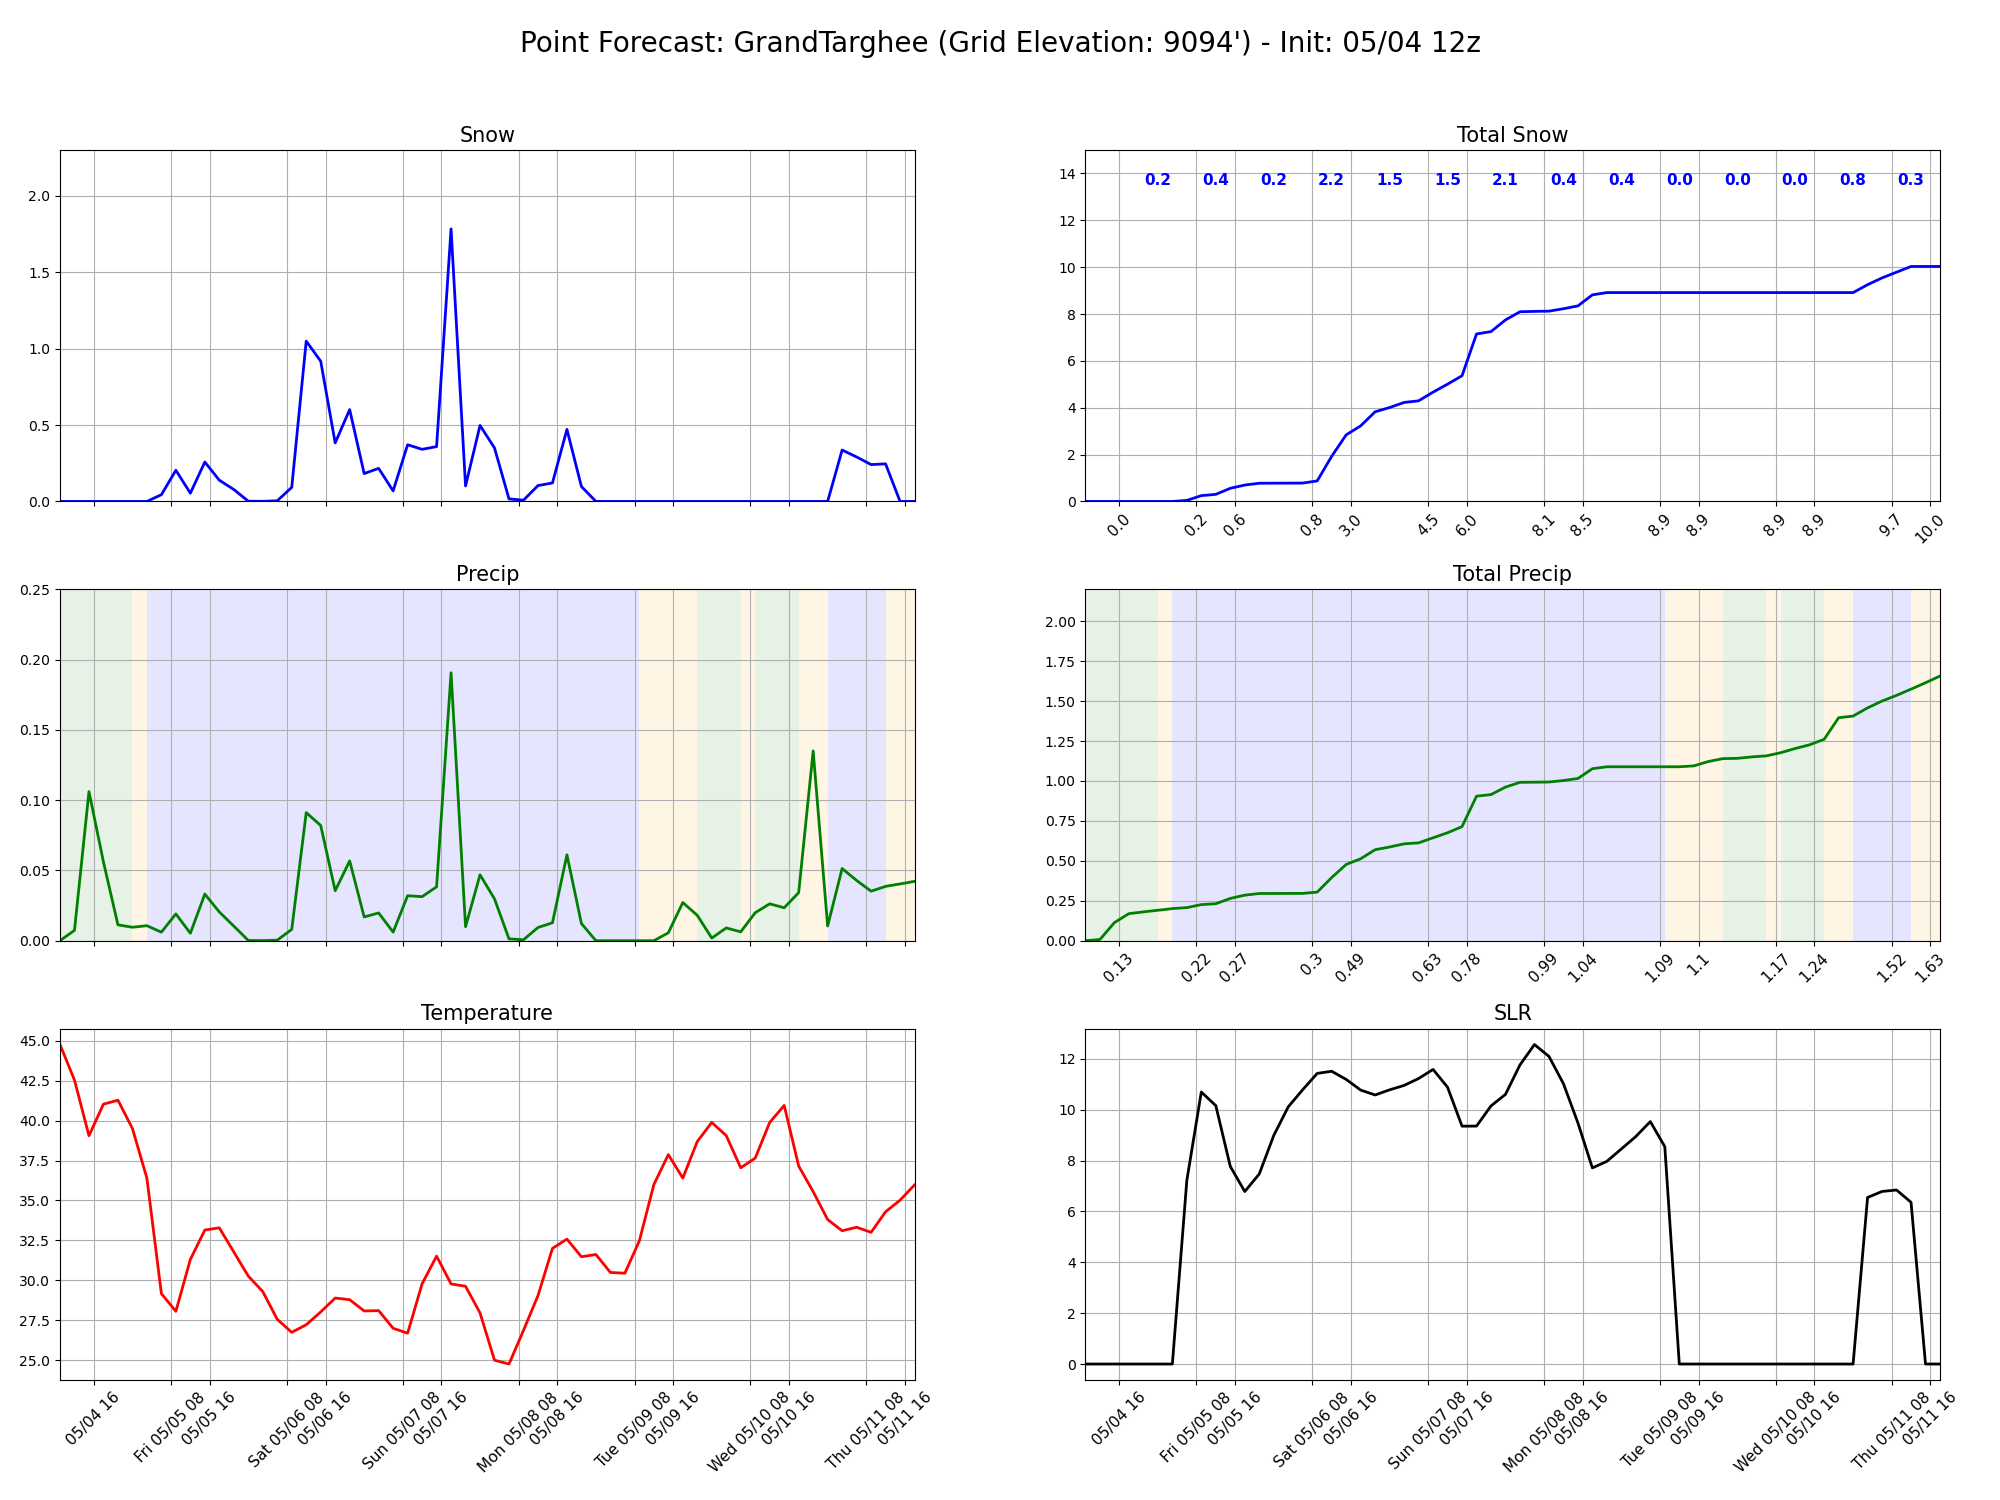 Point Forecast: GrandTarghee (Grid Elevation: 9094') - Init: 05/04 12z
Snow
2.0
1.5
1.0
0.5
0.0
Total Snow
0.2 0.4 0.2 2.2 1.5 1.5 2.1 0.4 0.4 0.0 0.0 0.0 0.8 0.3
14
12
10
8
6
4
2
0
0.0 0.2 0.6 0.8 3.0 4.5 6.0 8.1 8.5 8.9 8.9 8.9 8.9 9.7 10.0
Precip
0.25
0.20
0.15
0.10
0.05
0.00
Total Precip
2.00
1.75
1.50
1.25
1.00
0.75
0.50
0.25
0.00
0.13 0.22 0.27 0.3 0.49 0.63 0.78 0.99 1.04 1.09 1.1 1.17 1.24 1.52 1.63
Temperature
45.0
42.5
40.0
37.5
35.0
32.5
30.0
27.5
25.0
05/04 16
Fri 05/05 08
05/05 16
Sat 05/06 08
05/06 16
Sun 05/07 08
05/07 16
Mon 05/08 08
05/08 16
Tue 05/09 08
05/09 16
Wed 05/10 08
05/10 16
Thu 05/11 08
05/11 16
SLR
12
10
8
6
4
2
0
05/04 16
Fri 05/05 08
05/05 16
Sat 05/06 08
05/06 16
Sun 05/07 08
05/07 16
Mon 05/08 08
05/08 16
Tue 05/09 08
05/09 16
Wed 05/10 08
05/10 16
Thu 05/11 08
05/11 16